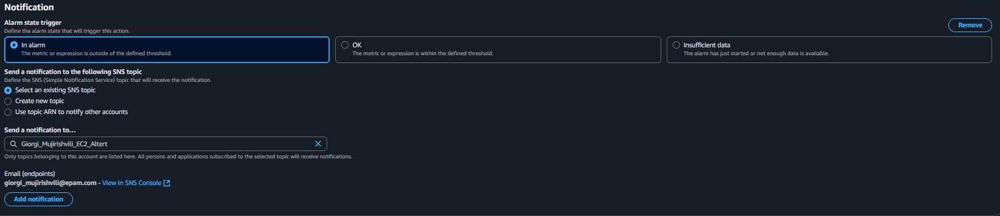 Notification
Alarm state trigger
Define the alarm state that will trigger this action.
Remove
In alarm
The metric or expression is outside of the defined threshold.
OK
The metric or expression is within the defined threshold.
Insufficient data
The alarm has just started or not enough data is available.
Send a notification to the following SNS topic
Define the SNS (Simple Notification Service) topic that will receive the notification.
Select an existing SNS topic
Create new topic
Use topic ARN to notify other accounts
Send a notification to...
Giorgi_Mujirishvili_EC2_Altert
Only topics belonging to this account are listed here. All persons and applications subscribed to the selected topic will receive notifications.
Email (endpoints)
giorgi_mujirishvili@epam.com - View in SNS Console
Add notification